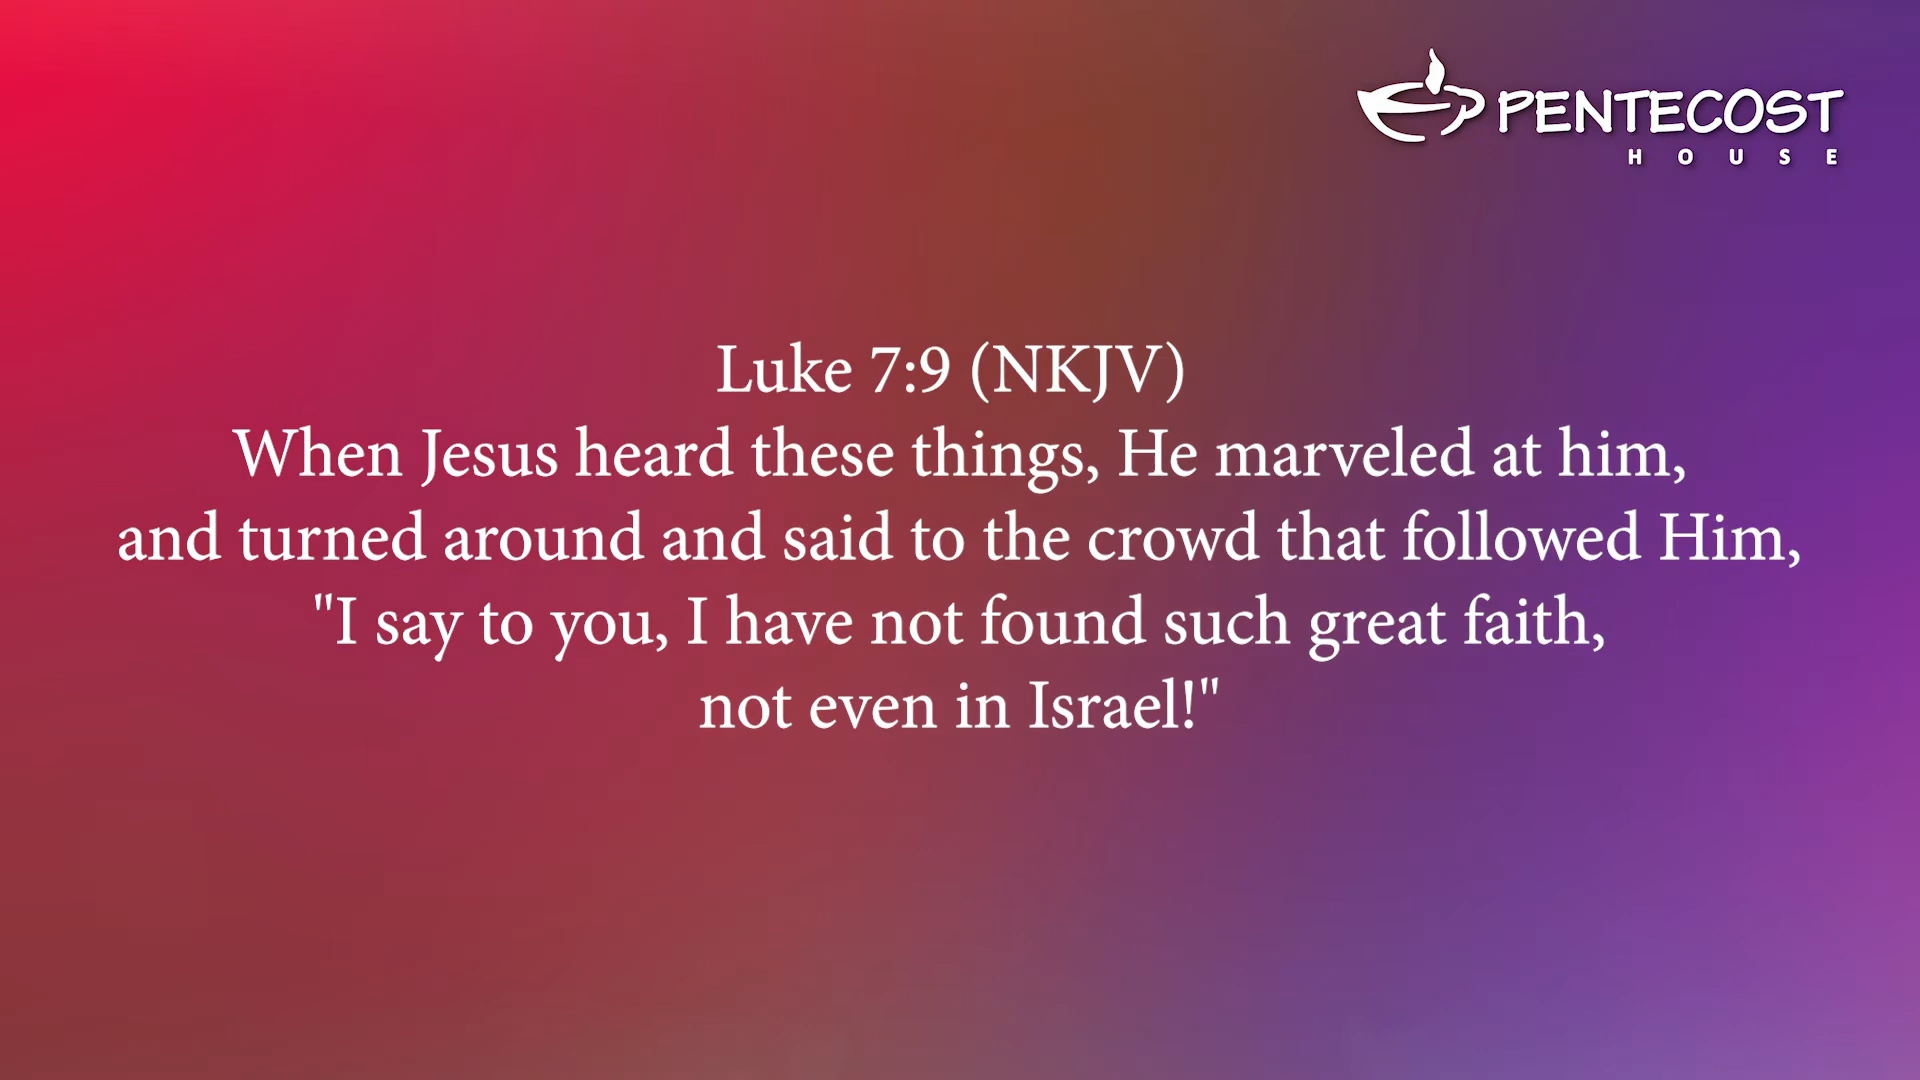 PENTECOST
HOUSE
Luke 7:9 (NKJV)
When Jesus heard these things, He marveled at him,
and turned around and said to the crowd that followed Him,
"I say to you, I have not found such great faith,
not even in Israel!"